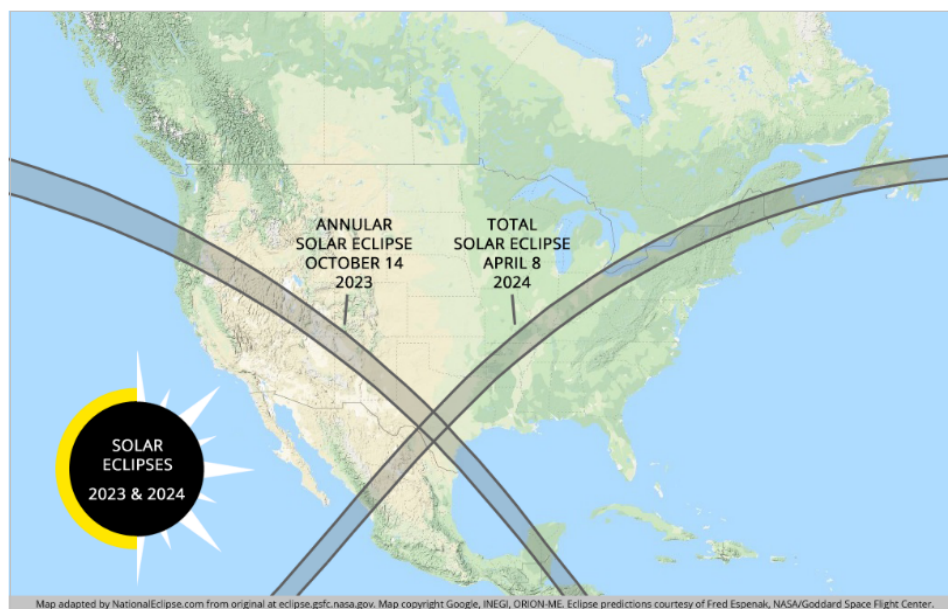 ANNULAR
SOLAR ECLIPSE
OCTOBER 14
2023
TOTAL
SOLAR ECLIPSE
APRIL 8
2024
SOLAR
ECLIPSES
2023 & 2024
Map adapted by NationalEclipse.com from original at eclipse.gsfc.nasa.gov. Map copyright Google, INEGI, ORION-ME. Eclipse predictions courtesy of Fred Espenak, NASA/Goddard Space Flight Center.